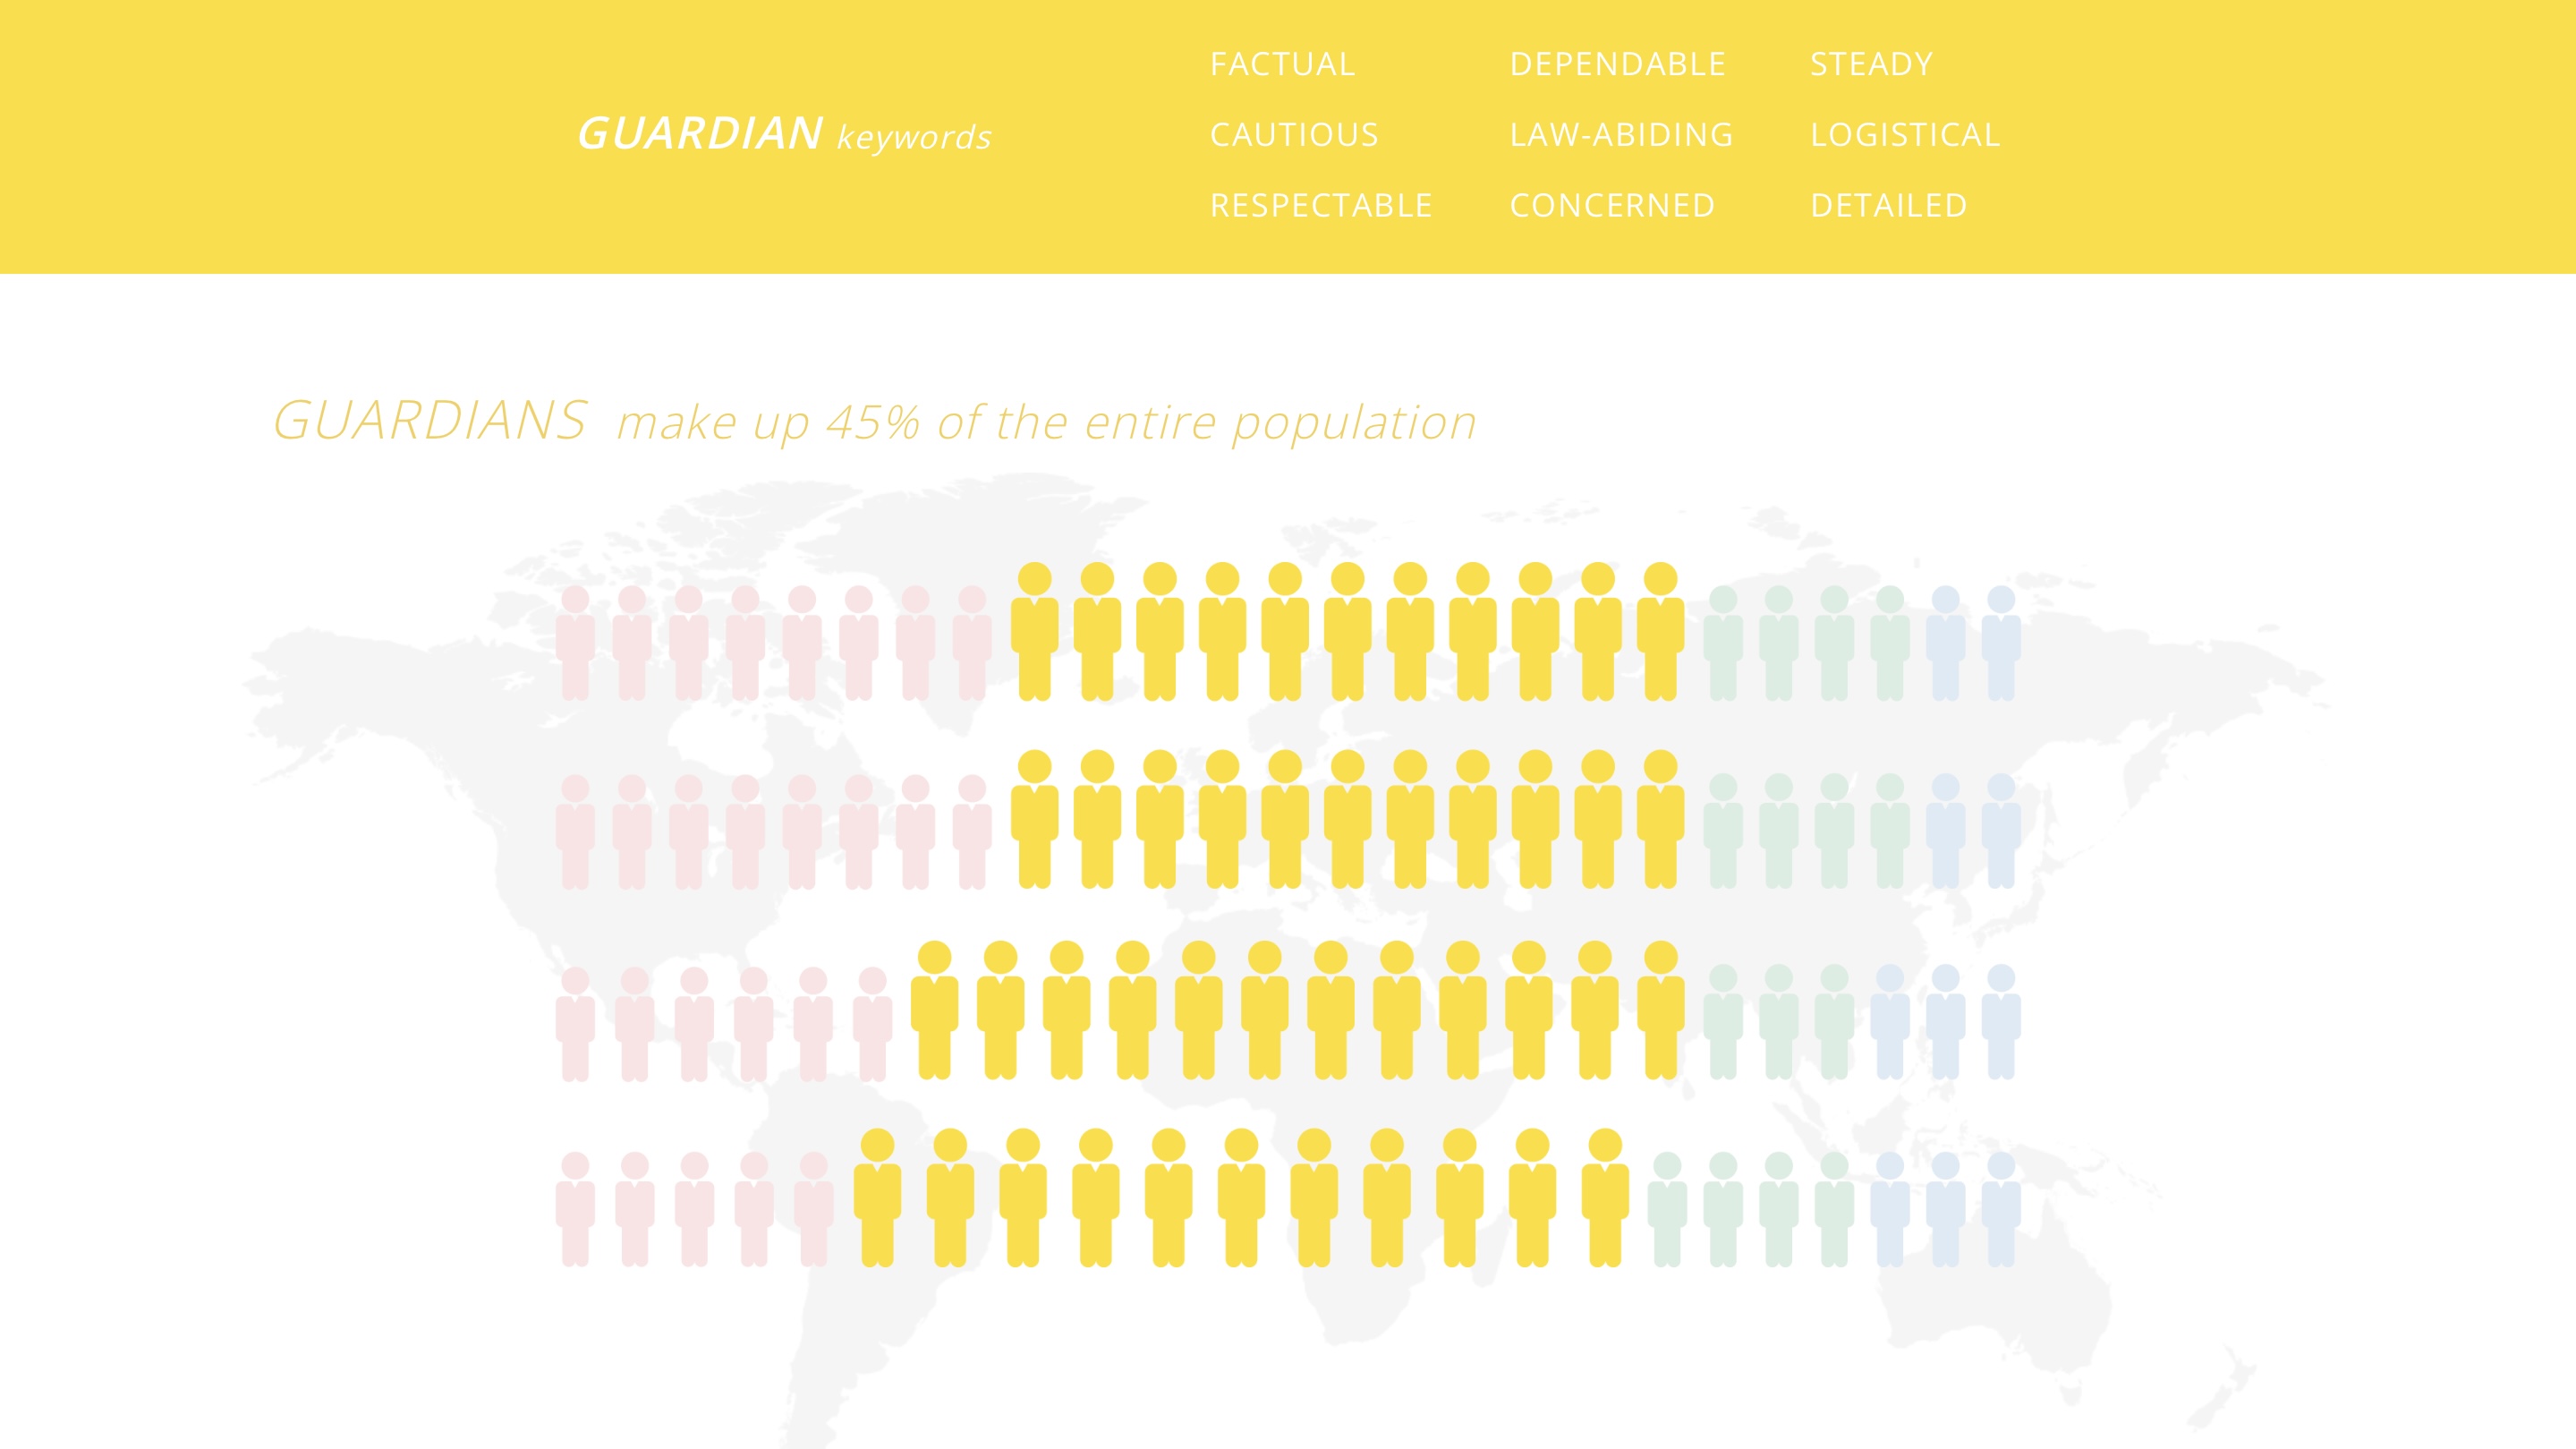 GUARDIAN keywords
FACTUAL
CAUTIOUS
RESPECTABLE
DEPENDABLE
LAW-ABIDING
CONCERNED
STEADY
LOGISTICAL
DETAILED
GUARDIANS make up 45% of the entire population